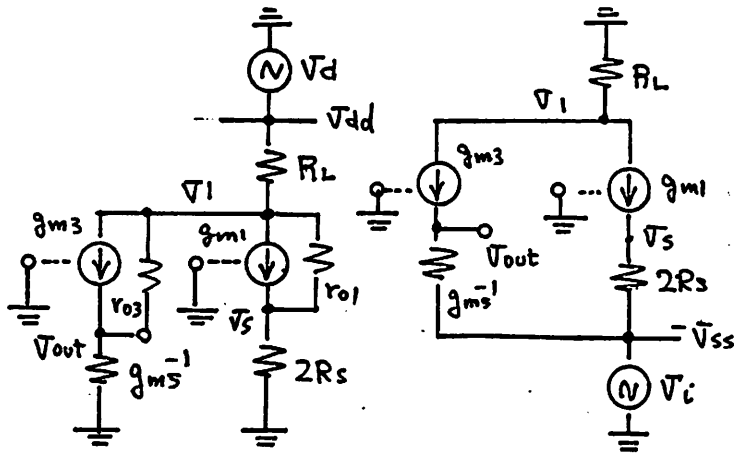 Vd
Vdd
RL
V1
gm3
gm1
ro3
ro1
Vout
Vs
gm5⁻¹
2Rs
RL
V1
gm3
gm1
Vout
Vs
gm5⁻¹
2Rs
-Vss
Vi